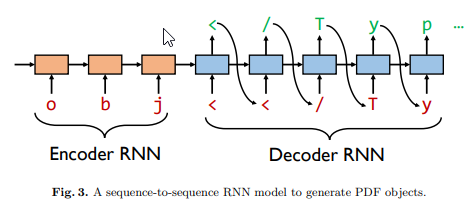 < / T y p ...
o b j < < / T y
Encoder RNN Decoder RNN
Fig. 3. A sequence-to-sequence RNN model to generate PDF objects.